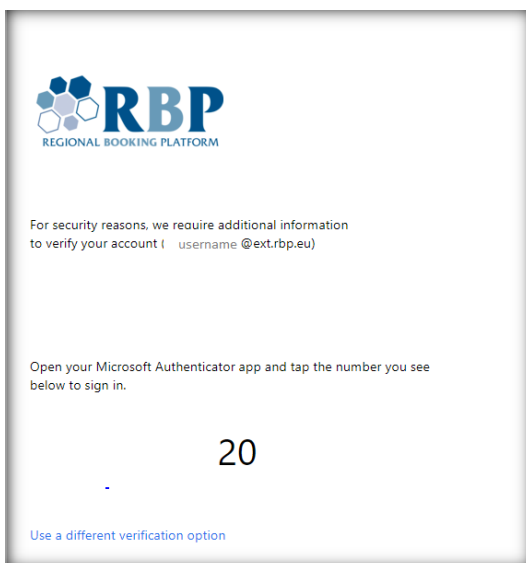 RBP
REGIONAL BOOKING PLATFORM
For security reasons, we require additional information
to verify your account ( username @ext.rbp.eu)
Open your Microsoft Authenticator app and tap the number you see
below to sign in.
20
-
Use a different verification option